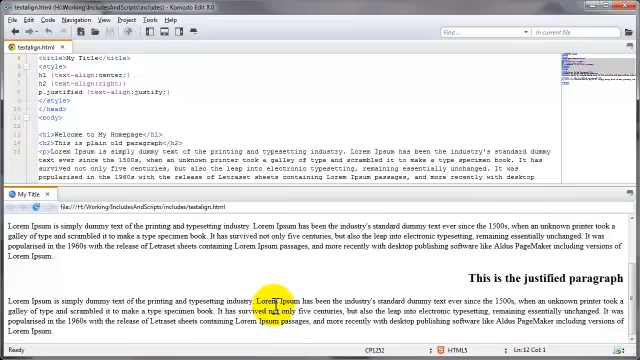 textalign.html (H:\Working\IncludesAndScripts\includes) - Komodo Edit 8.0
File Edit Code Navigation View Project Tools Help
Find
in current file
textalign.html
4 <title>My Title</title>
5 <style>
6 h1 {text-align:center;}
7 h2 {text-align:right;}
8 p.justified {text-align:justify;}
9 </style>
10 </head>
11 <body>
12
13 <h1>Welcome to My Homepage</h1>
14 <h2>This is plain old paragraph</h2>
15 <p>Lorem Ipsum is simply dummy text of the printing and typesetting industry. Lorem Ipsum has been the industry's standard dummy
text ever since the 1500s, when an unknown printer took a galley of type and scrambled it to make a type specimen book. It has
survived not only five centuries, but also the leap into electronic typesetting, remaining essentially unchanged. It was
popularised in the 1960s with the release of Letraset sheets containing Lorem Ipsum passages, and more recently with desktop
My Title
file:///H:/Working/IncludesAndScripts/includes/textalign.html
Lorem Ipsum is simply dummy text of the printing and typesetting industry. Lorem Ipsum has been the industry's standard dummy text ever since the 1500s, when an unknown printer took a
galley of type and scrambled it to make a type specimen book. It has survived not only five centuries, but also the leap into electronic typesetting, remaining essentially unchanged. It was
popularised in the 1960s with the release of Letraset sheets containing Lorem Ipsum passages, and more recently with desktop publishing software like Aldus PageMaker including versions of
Lorem Ipsum.
This is the justified paragraph
Lorem Ipsum is simply dummy text of the printing and typesetting industry. Lorem Ipsum has been the industry's standard dummy text ever since the 1500s, when an unknown printer took a
galley of type and scrambled it to make a type specimen book. It has survived not only five centuries, but also the leap into electronic typesetting, remaining essentially unchanged. It was
popularised in the 1960s with the release of Letraset sheets containing Lorem Ipsum passages, and more recently with desktop publishing software like Aldus PageMaker including versions of
Lorem Ipsum.
CP1252
HTML5
Ln: 12 Col: 1